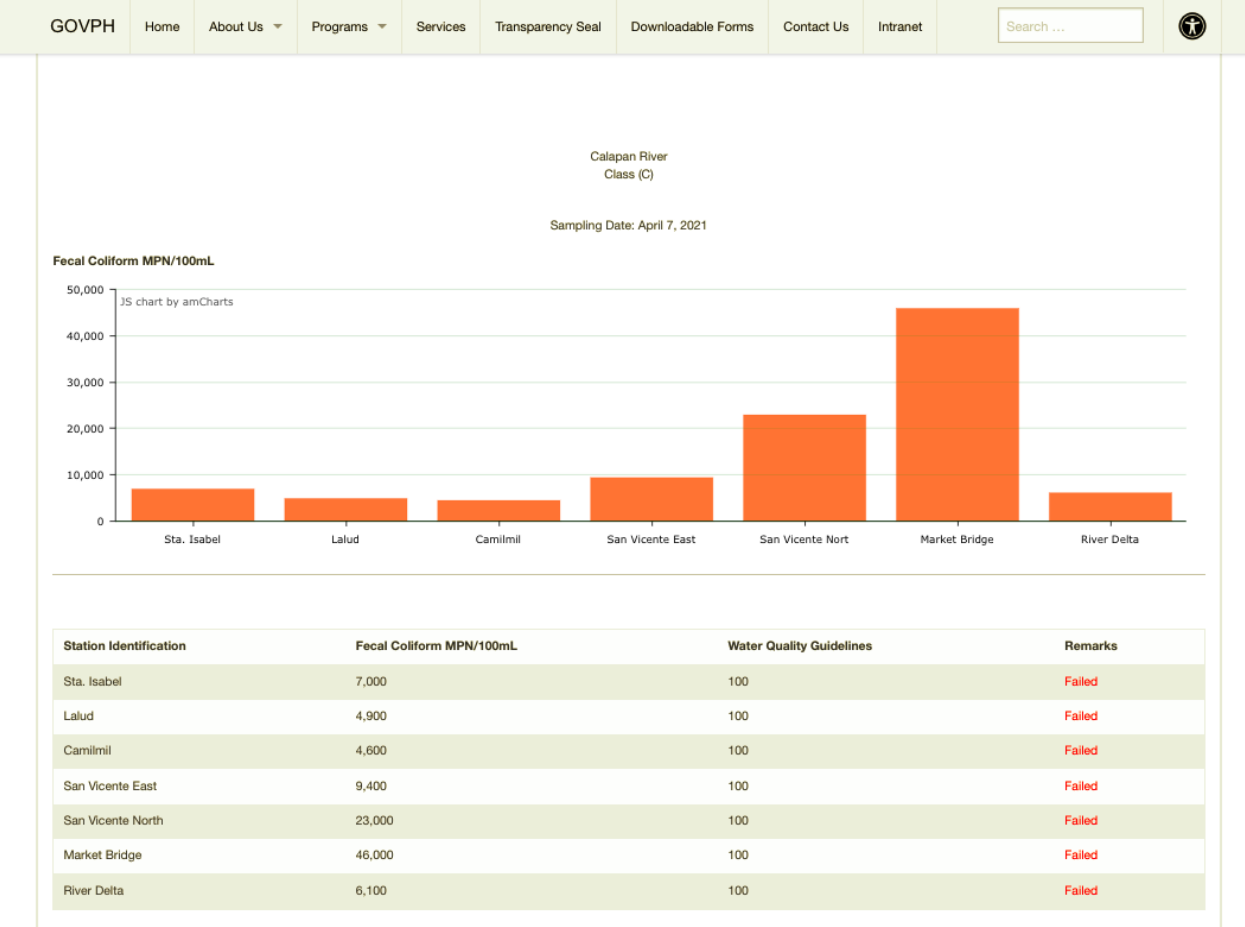 GOVPH Home About Us Programs Services Transparency Seal Downloadable Forms Contact Us Intranet Search ...
Calapan River
Class (C)
Sampling Date: April 7, 2021
Fecal Coliform MPN/100mL
50,000
JS chart by amCharts
40,000
30,000
20,000
10,000
0
Sta. Isabel Lalud Camilmil San Vicente East San Vicente Nort Market Bridge River Delta
Station Identification Fecal Coliform MPN/100mL Water Quality Guidelines Remarks
Sta. Isabel 7,000 100 Failed
Lalud 4,900 100 Failed
Camilmil 4,600 100 Failed
San Vicente East 9,400 100 Failed
San Vicente North 23,000 100 Failed
Market Bridge 46,000 100 Failed
River Delta 6,100 100 Failed